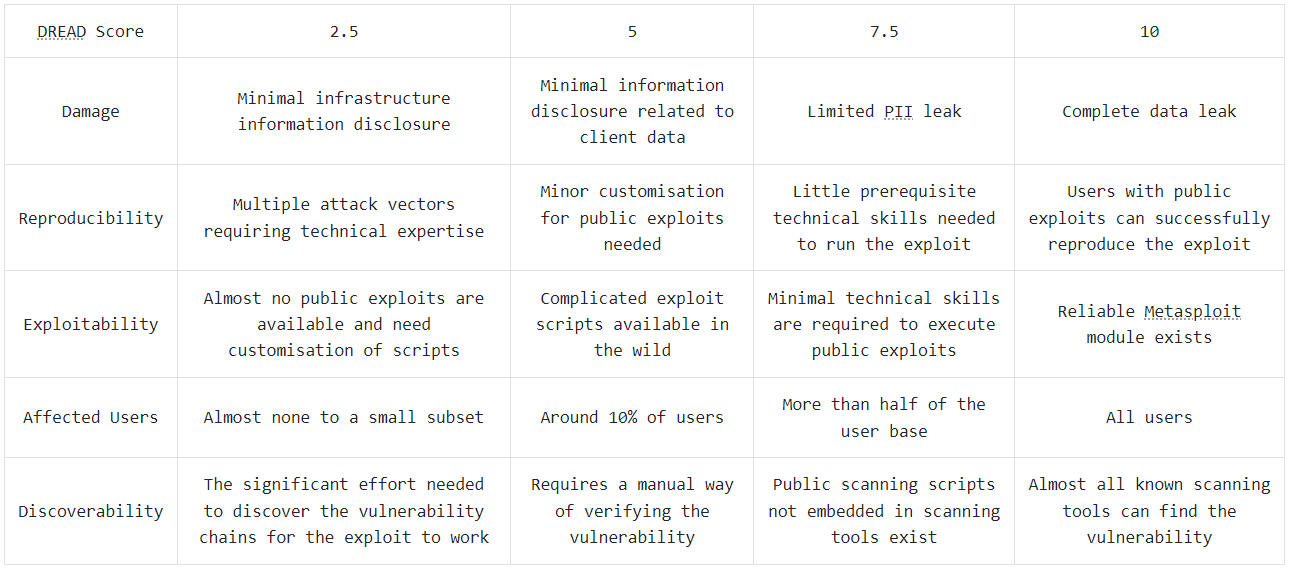 DREAD Score
2.5
5
7.5
10
Damage
Minimal infrastructure
information disclosure
Minimal information
disclosure related to
client data
Limited PII leak
Complete data leak
Reproducibility
Multiple attack vectors
requiring technical expertise
Minor customisation
for public exploits
needed
Little prerequisite
technical skills needed
to run the exploit
Users with public
exploits can successfully
reproduce the exploit
Exploitability
Almost no public exploits are
available and need
customisation of scripts
Complicated exploit
scripts available in
the wild
Minimal technical skills
are required to execute
public exploits
Reliable Metasploit
module exists
Affected Users
Almost none to a small subset
Around 10% of users
More than half of the
user base
All users
Discoverability
The significant effort needed
to discover the vulnerability
chains for the exploit to work
Requires a manual way
of verifying the
vulnerability
Public scanning scripts
not embedded in scanning
tools exist
Almost all known scanning
tools can find the
vulnerability